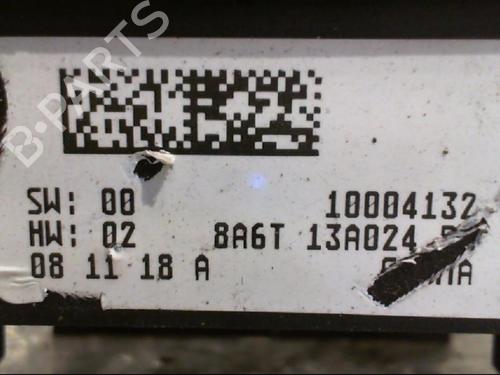 B-PARTS
SW: 00 10004132
HW: 02 8A6T 13A024
08 11 18 A